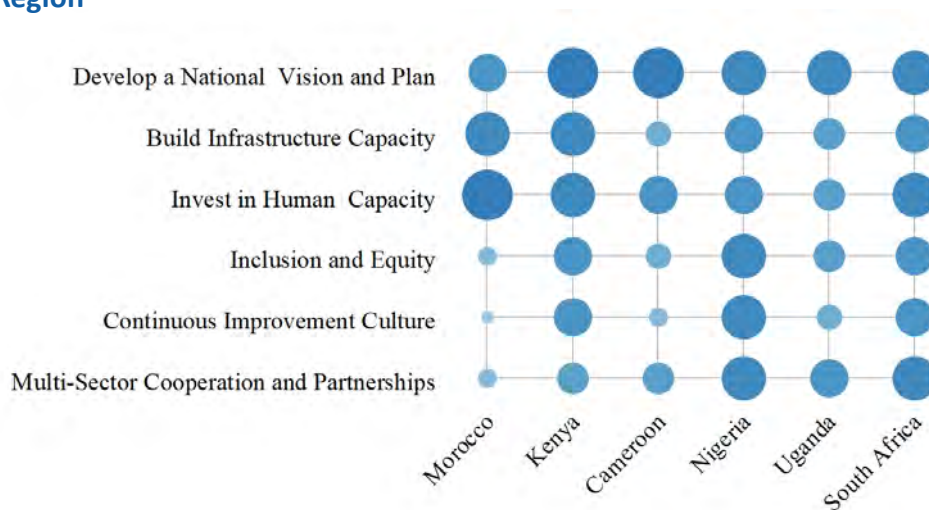 Region
Develop a National Vision and Plan
Build Infrastructure Capacity
Invest in Human Capacity
Inclusion and Equity
Continuous Improvement Culture
Multi-Sector Cooperation and Partnerships
Morocco
Kenya
Cameroon
Nigeria
Uganda
South Africa